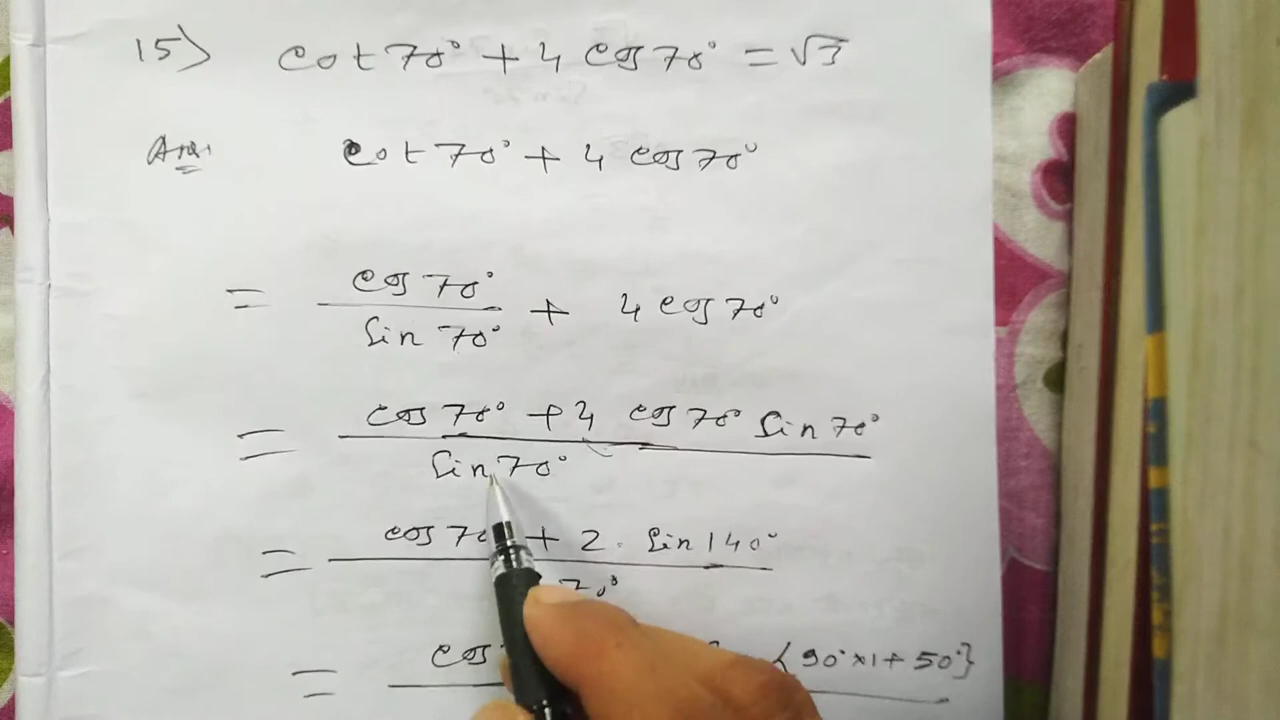 15) cot 70° + 4 cos 70° = √3
Ans. cot 70° + 4 cos 70°
= cos 70° / sin 70° + 4 cos 70°
= cos 70° + 4 cos 70° sin 70° / sin 70°
= cos 70° + 2. sin 140° / 70°
= cos {90° × 1 + 50°}